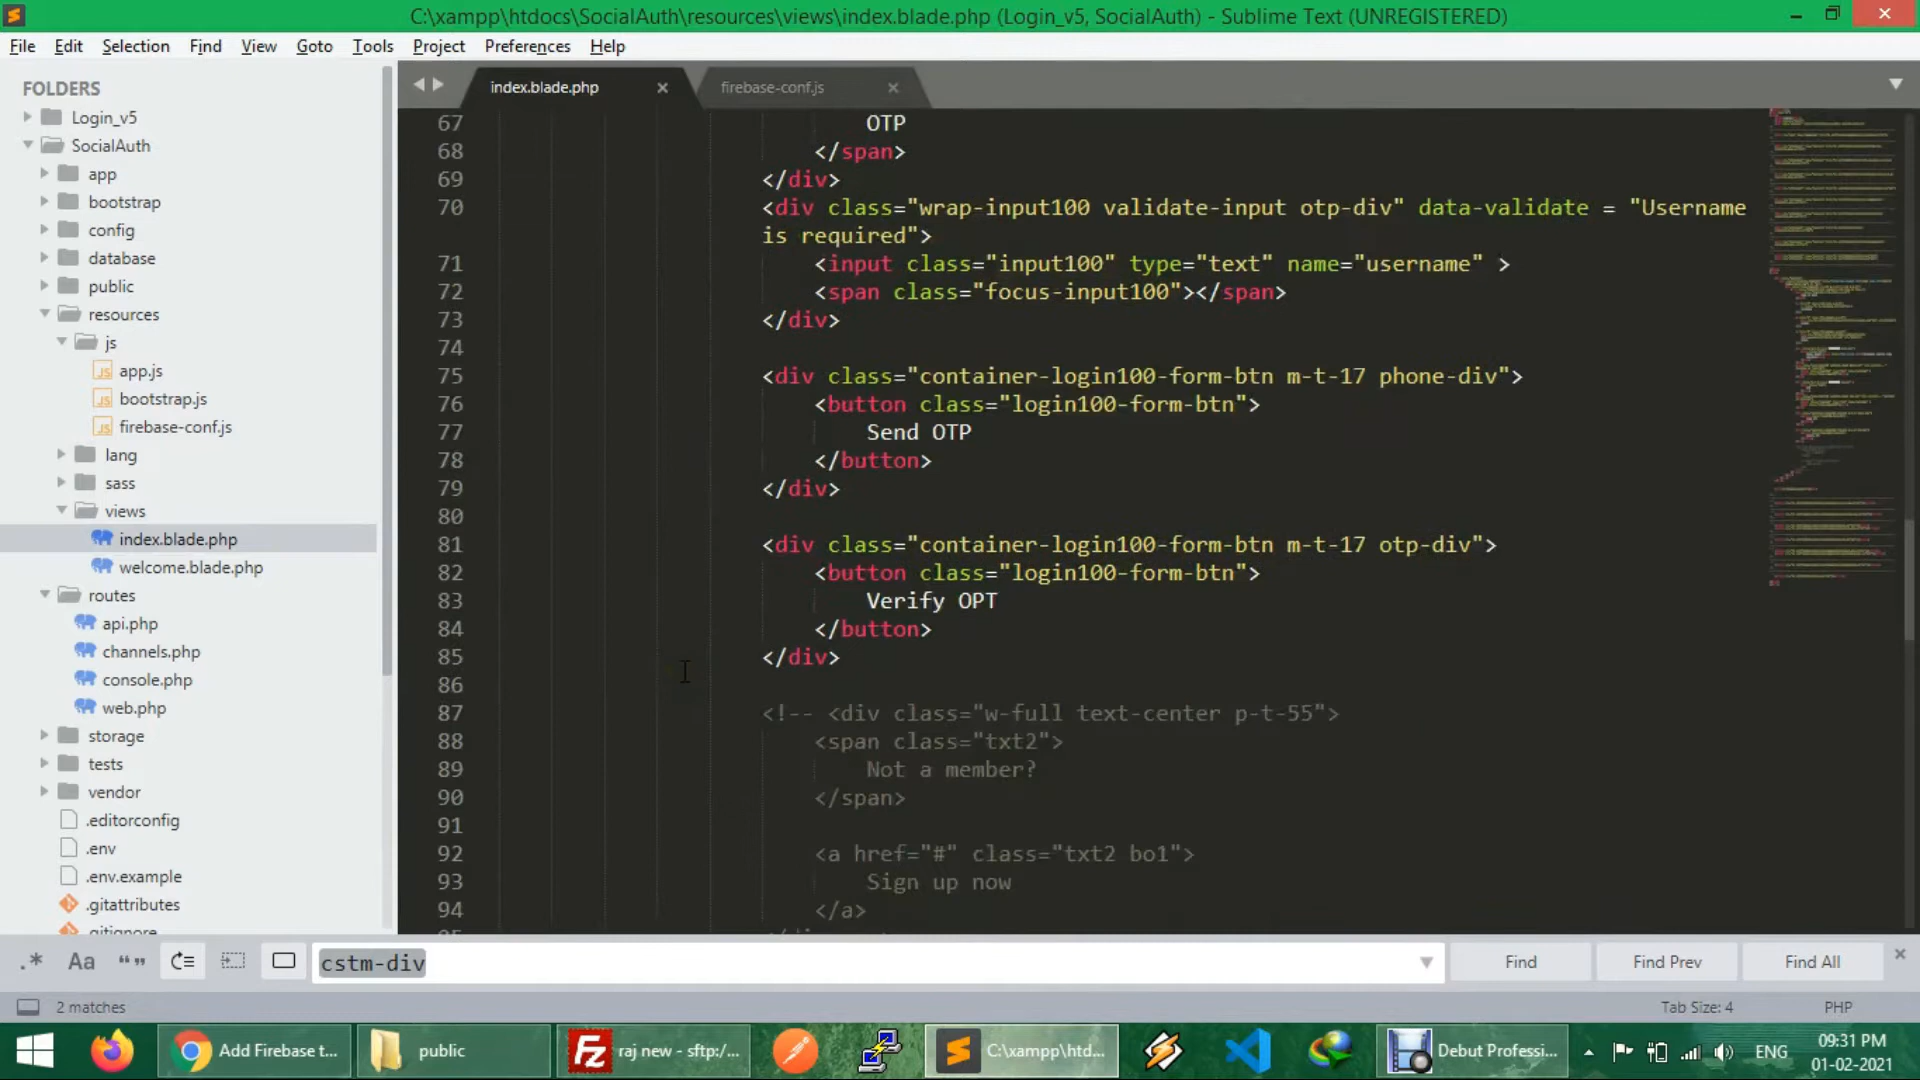 C:\xampp\htdocs\SocialAuth\resources\views\index.blade.php (Login_v5, SocialAuth) - Sublime Text (UNREGISTERED)
File Edit Selection Find View Goto Tools Project Preferences Help
FOLDERS
Login_v5
SocialAuth
app
bootstrap
config
database
public
resources
js
app.js
bootstrap.js
firebase-conf.js
lang
sass
views
index.blade.php
welcome.blade.php
routes
api.php
channels.php
console.php
web.php
storage
tests
vendor
.editorconfig
.env
.env.example
.gitattributes
.gitignore
index.blade.php firebase-conf.js
67 OTP
68 </span>
69 </div>
70 <div class="wrap-input100 validate-input otp-div" data-validate = "Username
is required">
71 <input class="input100" type="text" name="username" >
72 <span class="focus-input100"></span>
73 </div>
74
75 <div class="container-login100-form-btn m-t-17 phone-div">
76 <button class="login100-form-btn">
77 Send OTP
78 </button>
79 </div>
80
81 <div class="container-login100-form-btn m-t-17 otp-div">
82 <button class="login100-form-btn">
83 Verify OPT
84 </button>
85 </div>
86
87 <!-- <div class="w-full text-center p-t-55">
88 <span class="txt2">
89 Not a member?
90 </span>
91
92 <a href="#" class="txt2 bo1">
93 Sign up now
94 </a>
.* Aa “” cstm-div Find Find Prev Find All
2 matches Tab Size: 4 PHP
Add Firebase t... public raj new - sftp:/... C:\xampp\htd... Debut Professi... ENG 09:31 PM
01-02-2021